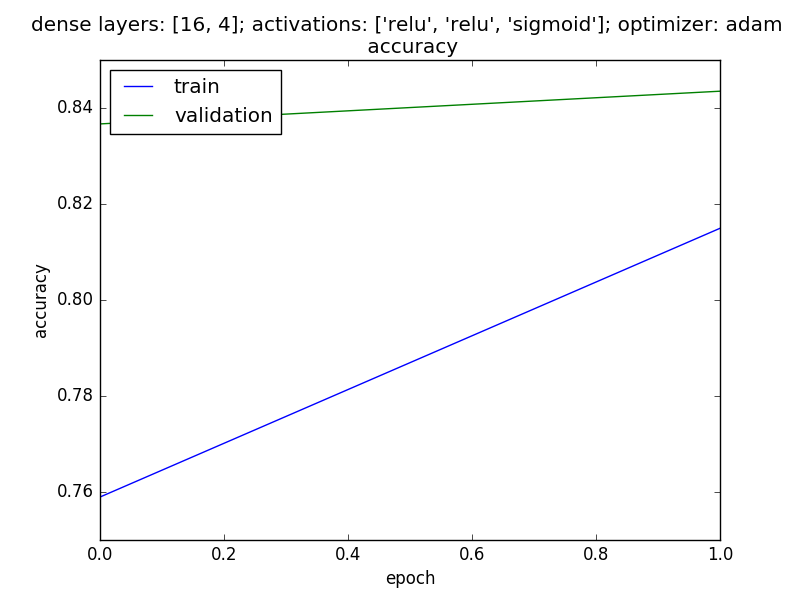 dense layers: [16, 4]; activations: ['relu', 'relu', 'sigmoid']; optimizer: adam
accuracy
train
validation
0.84
0.82
0.80
0.78
0.76
accuracy
0.0 0.2 0.4 0.6 0.8 1.0
epoch